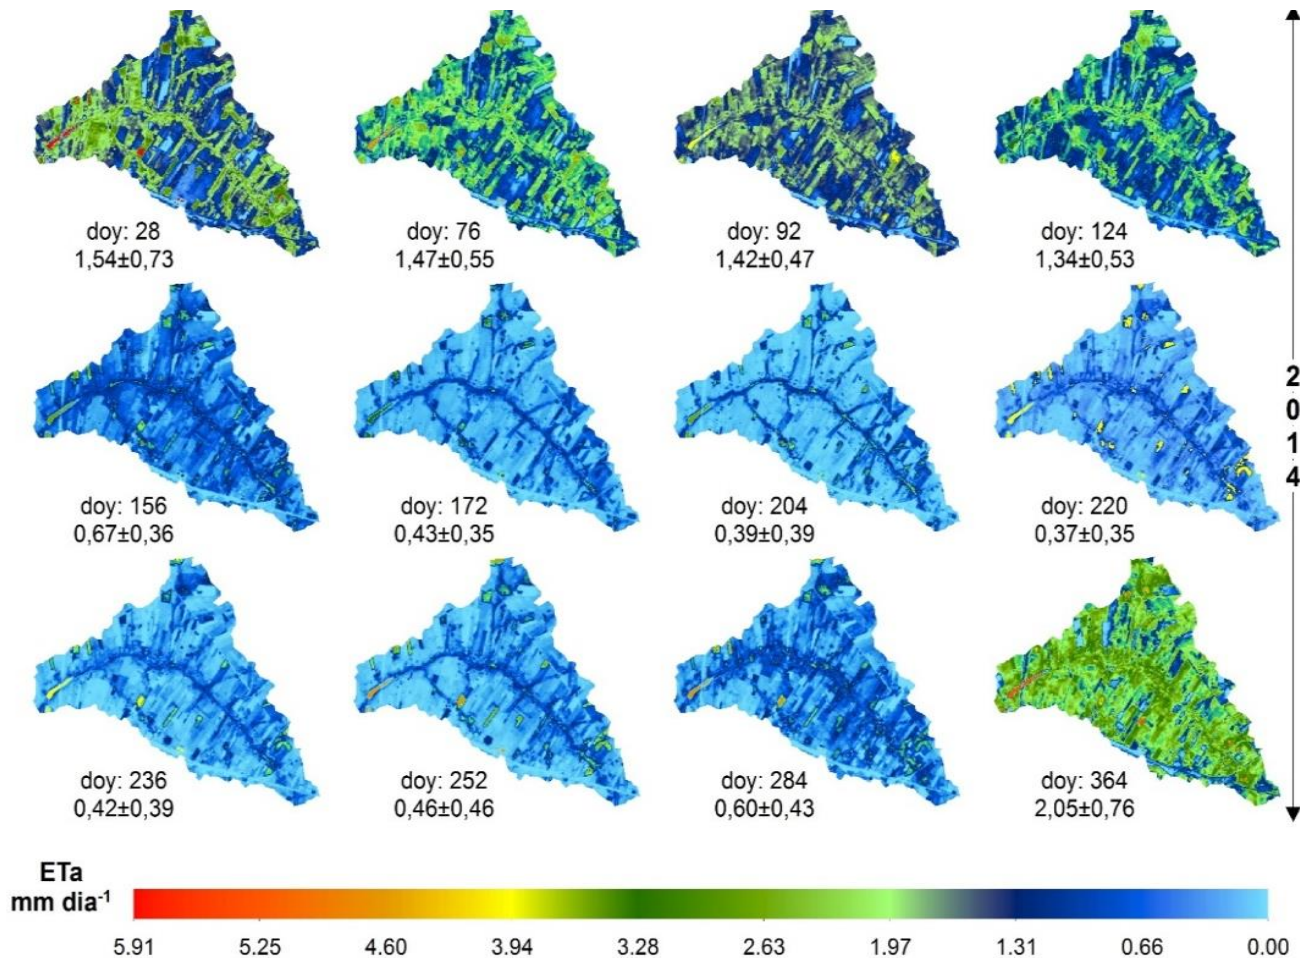 doy: 28
1,54±0,73
doy: 76
1,47±0,55
doy: 92
1,42±0,47
doy: 124
1,34±0,53
doy: 156
0,67±0,36
doy: 172
0,43±0,35
doy: 204
0,39±0,39
doy: 220
0,37±0,35
2014
doy: 236
0,42±0,39
doy: 252
0,46±0,46
doy: 284
0,60±0,43
doy: 364
2,05±0,76
ETa
mm dia⁻¹
5.91 5.25 4.60 3.94 3.28 2.63 1.97 1.31 0.66 0.00